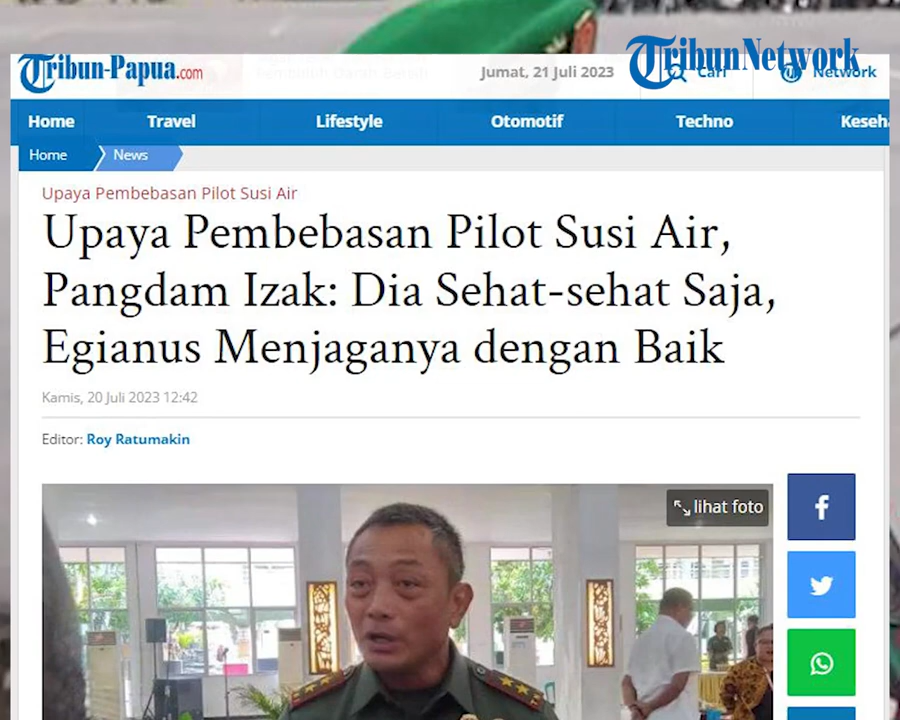 Tribun-Papua.com
Jumat, 21 Juli 2023
TribunNetwork
Cari
Network
Home
Travel
Lifestyle
Otomotif
Techno
Home
News
Upaya Pembebasan Pilot Susi Air
Upaya Pembebasan Pilot Susi Air,
Pangdam Izak: Dia Sehat-sehat Saja,
Egianus Menjaganya dengan Baik
Kamis, 20 Juli 2023 12:42
Editor: Roy Ratumakin
lihat foto